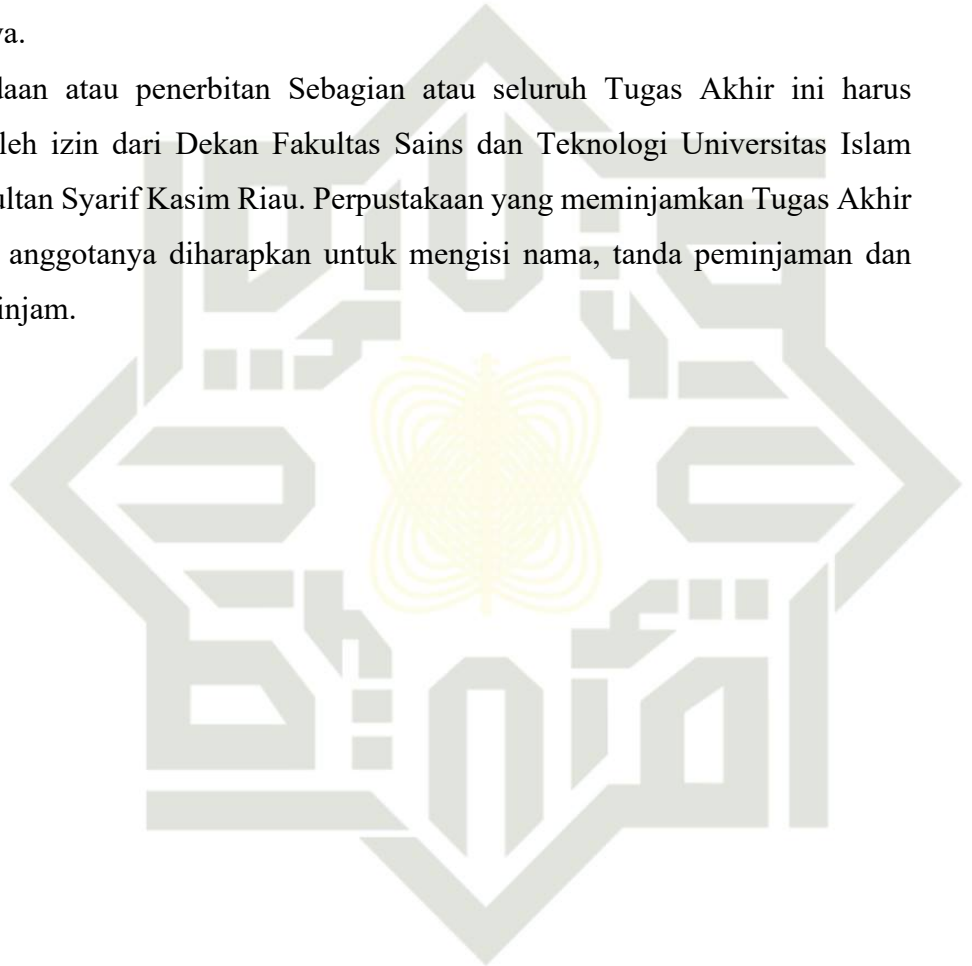 ya.
daan atau penerbitan Sebagian atau seluruh Tugas Akhir ini harus
leh izin dari Dekan Fakultas Sains dan Teknologi Universitas Islam
ultan Syarif Kasim Riau. Perpustakaan yang meminjamkan Tugas Akhir
anggotanya diharapkan untuk mengisi nama, tanda peminjaman dan
injam.